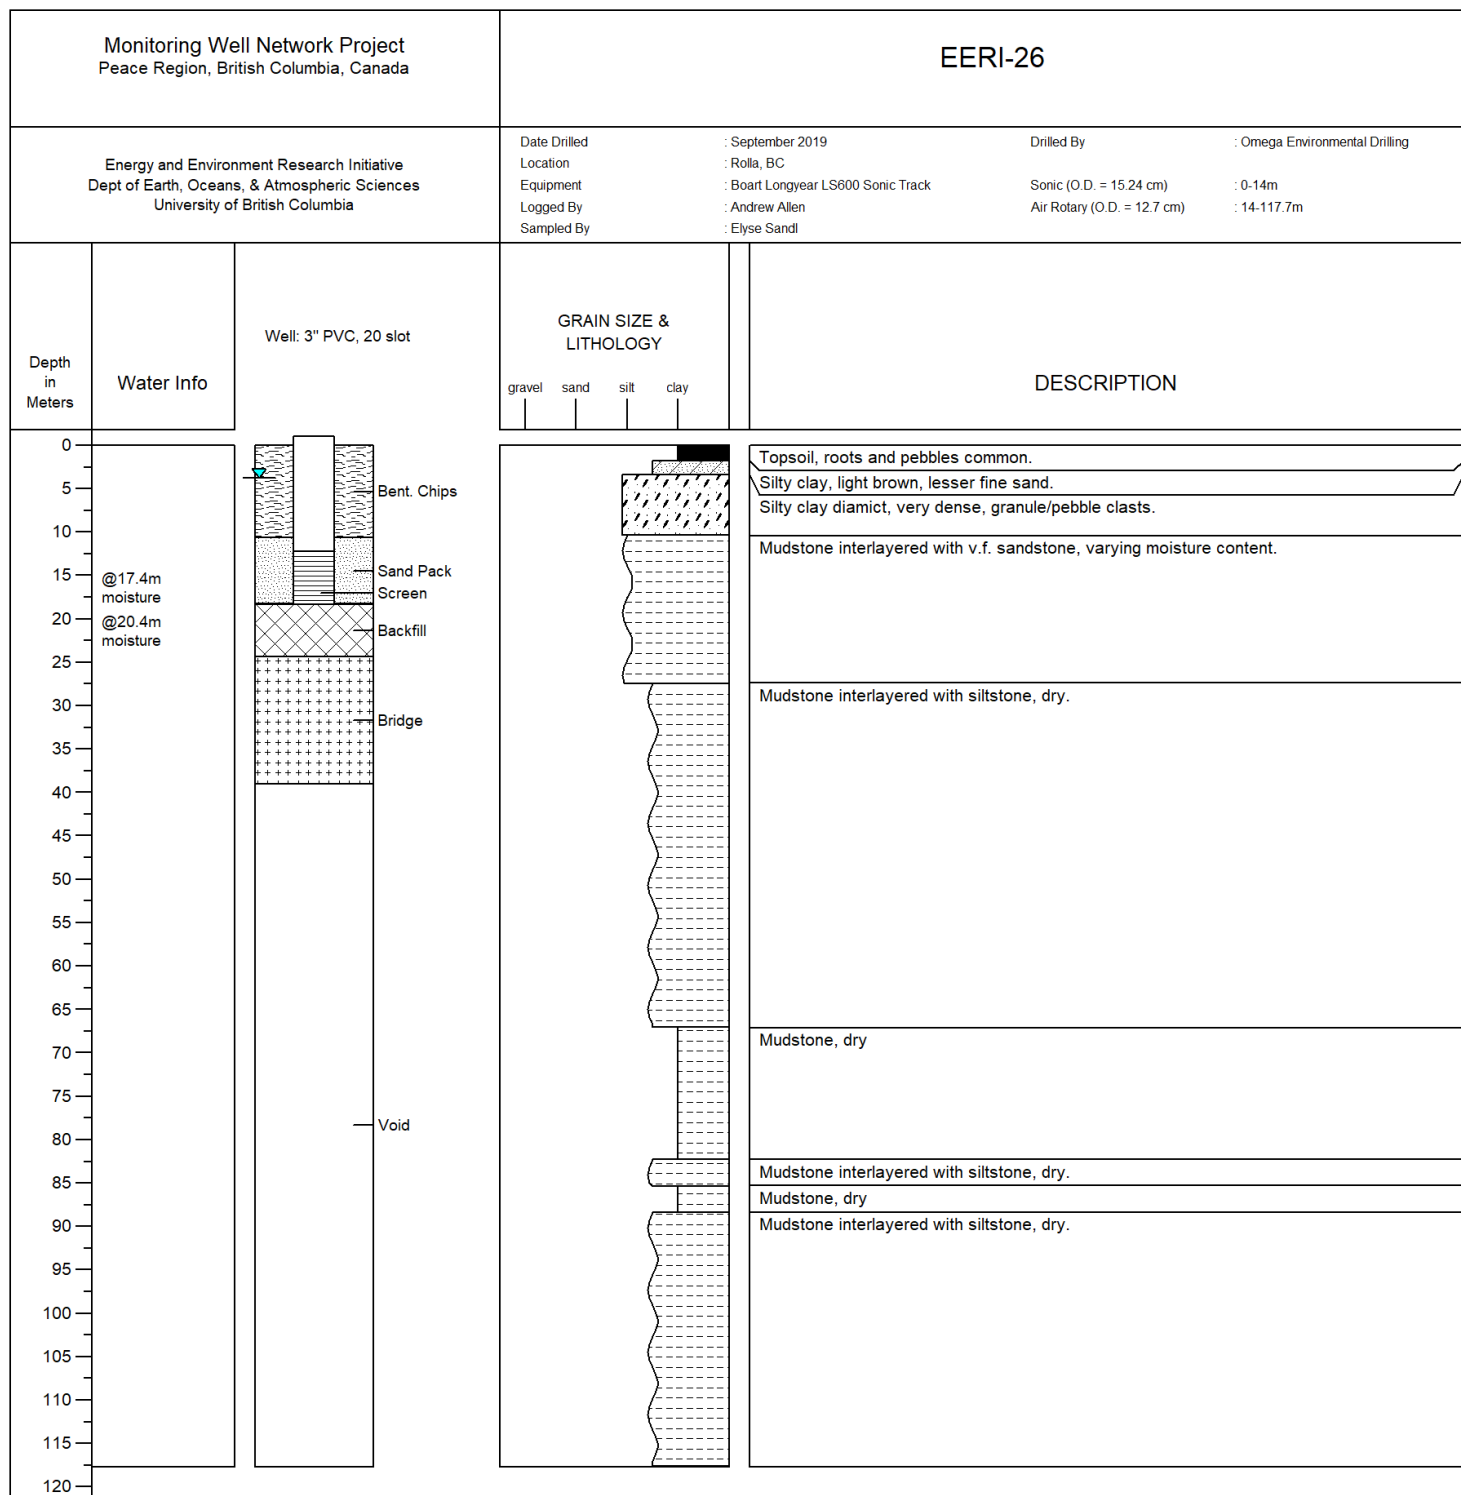 Monitoring Well Network Project
Peace Region, British Columbia, Canada
EERI-26
Energy and Environment Research Initiative
Dept of Earth, Oceans, & Atmospheric Sciences
University of British Columbia
Date Drilled : September 2019 Drilled By : Omega Environmental Drilling
Location : Rolla, BC
Equipment : Boart Longyear LS600 Sonic Track Sonic (O.D. = 15.24 cm) : 0-14m
Logged By : Andrew Allen Air Rotary (O.D. = 12.7 cm) : 14-117.7m
Sampled By : Elyse Sandl
Depth
in
Meters
Water Info
Well: 3" PVC, 20 slot
GRAIN SIZE &
LITHOLOGY
gravel sand silt clay
DESCRIPTION
0
5
10
15
20
25
30
35
40
45
50
55
60
65
70
75
80
85
90
95
100
105
110
115
120
@17.4m
moisture
@20.4m
moisture
Bent. Chips
Sand Pack
Screen
Backfill
Bridge
Void
Topsoil, roots and pebbles common.
Silty clay, light brown, lesser fine sand.
Silty clay diamict, very dense, granule/pebble clasts.
Mudstone interlayered with v.f. sandstone, varying moisture content.
Mudstone interlayered with siltstone, dry.
Mudstone, dry
Mudstone interlayered with siltstone, dry.
Mudstone, dry
Mudstone interlayered with siltstone, dry.